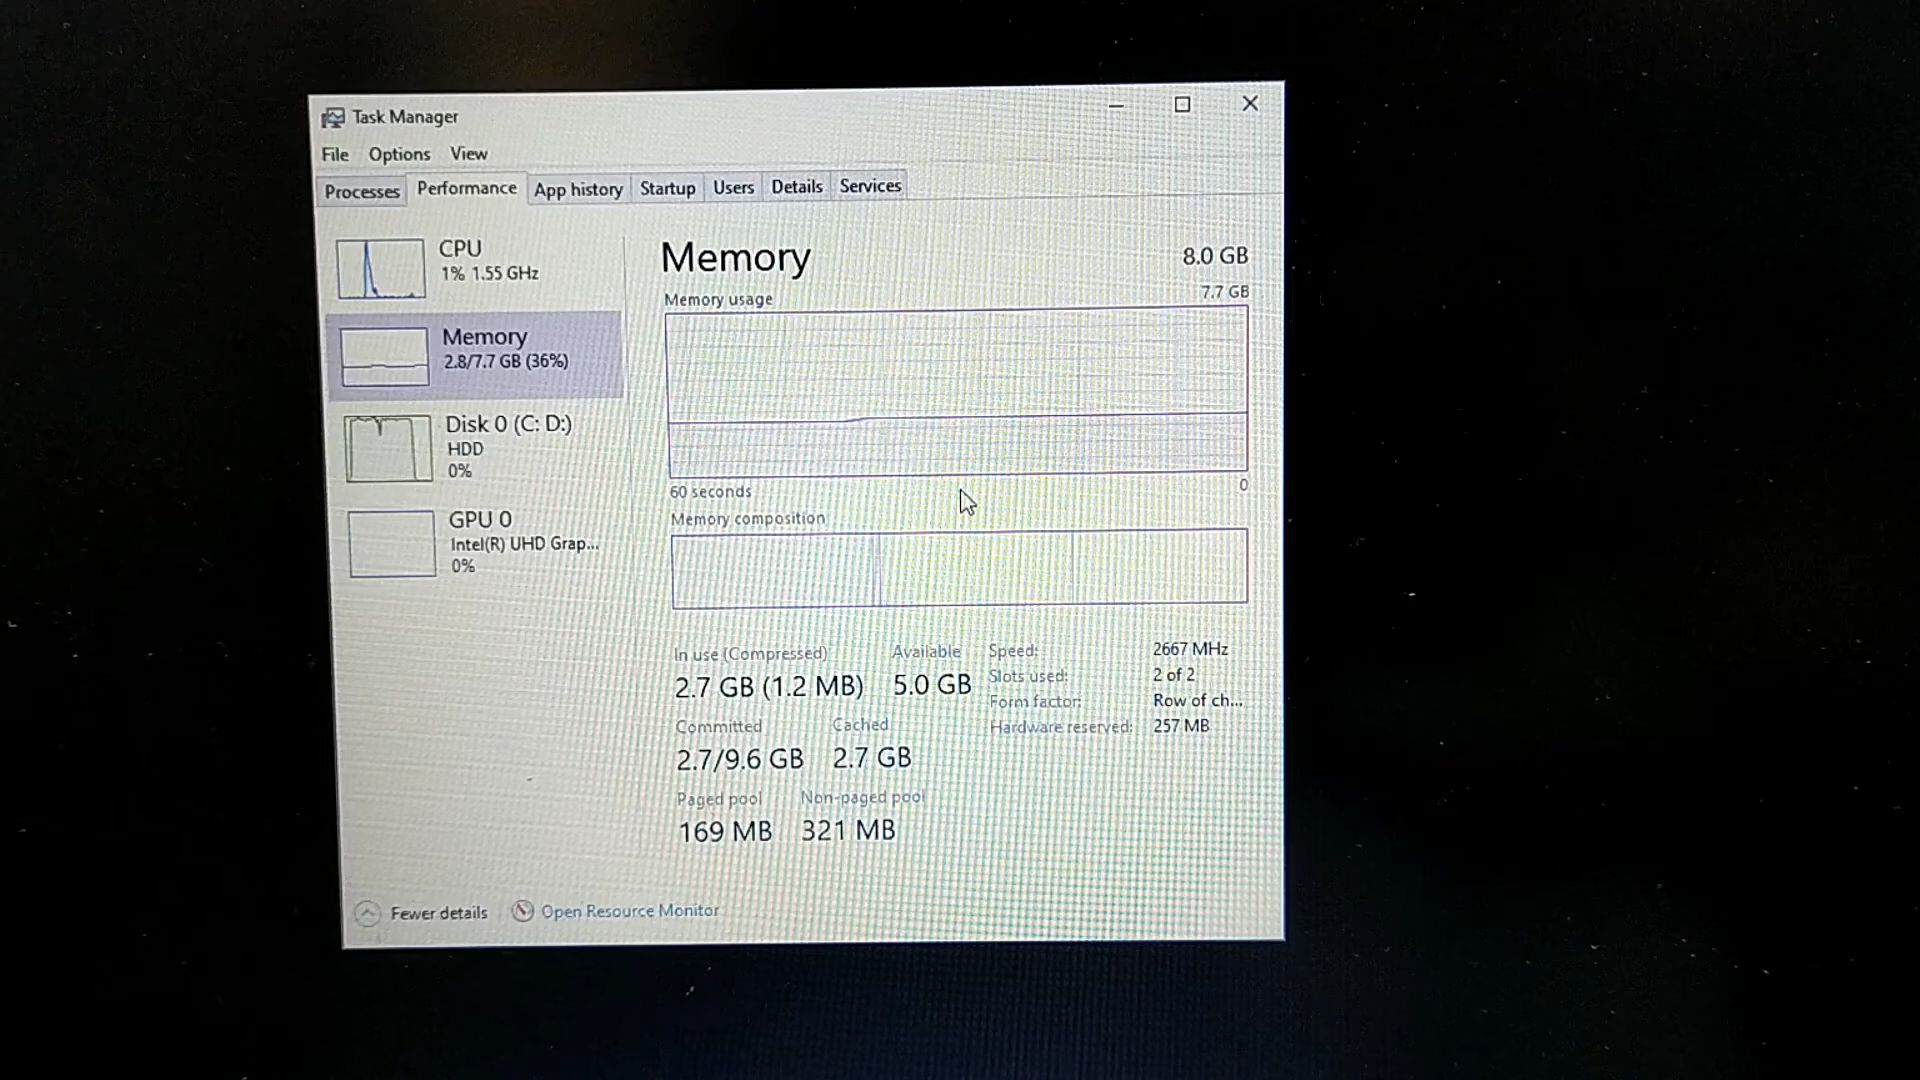 Task Manager
File Options View
Processes Performance App history Startup Users Details Services
CPU
1% 1.55 GHz
Memory
2.8/7.7 GB (36%)
Disk 0 (C: D:)
HDD
0%
GPU 0
Intel(R) UHD Grap...
0%
Memory 8.0 GB
Memory usage 7.7 GB
60 seconds 0
Memory composition
In use (Compressed) Available
2.7 GB (1.2 MB) 5.0 GB
Committed Cached
2.7/9.6 GB 2.7 GB
Paged pool Non-paged pool
169 MB 321 MB
Speed: 2667 MHz
Slots used: 2 of 2
Form factor: Row of ch...
Hardware reserved: 257 MB
Fewer details Open Resource Monitor